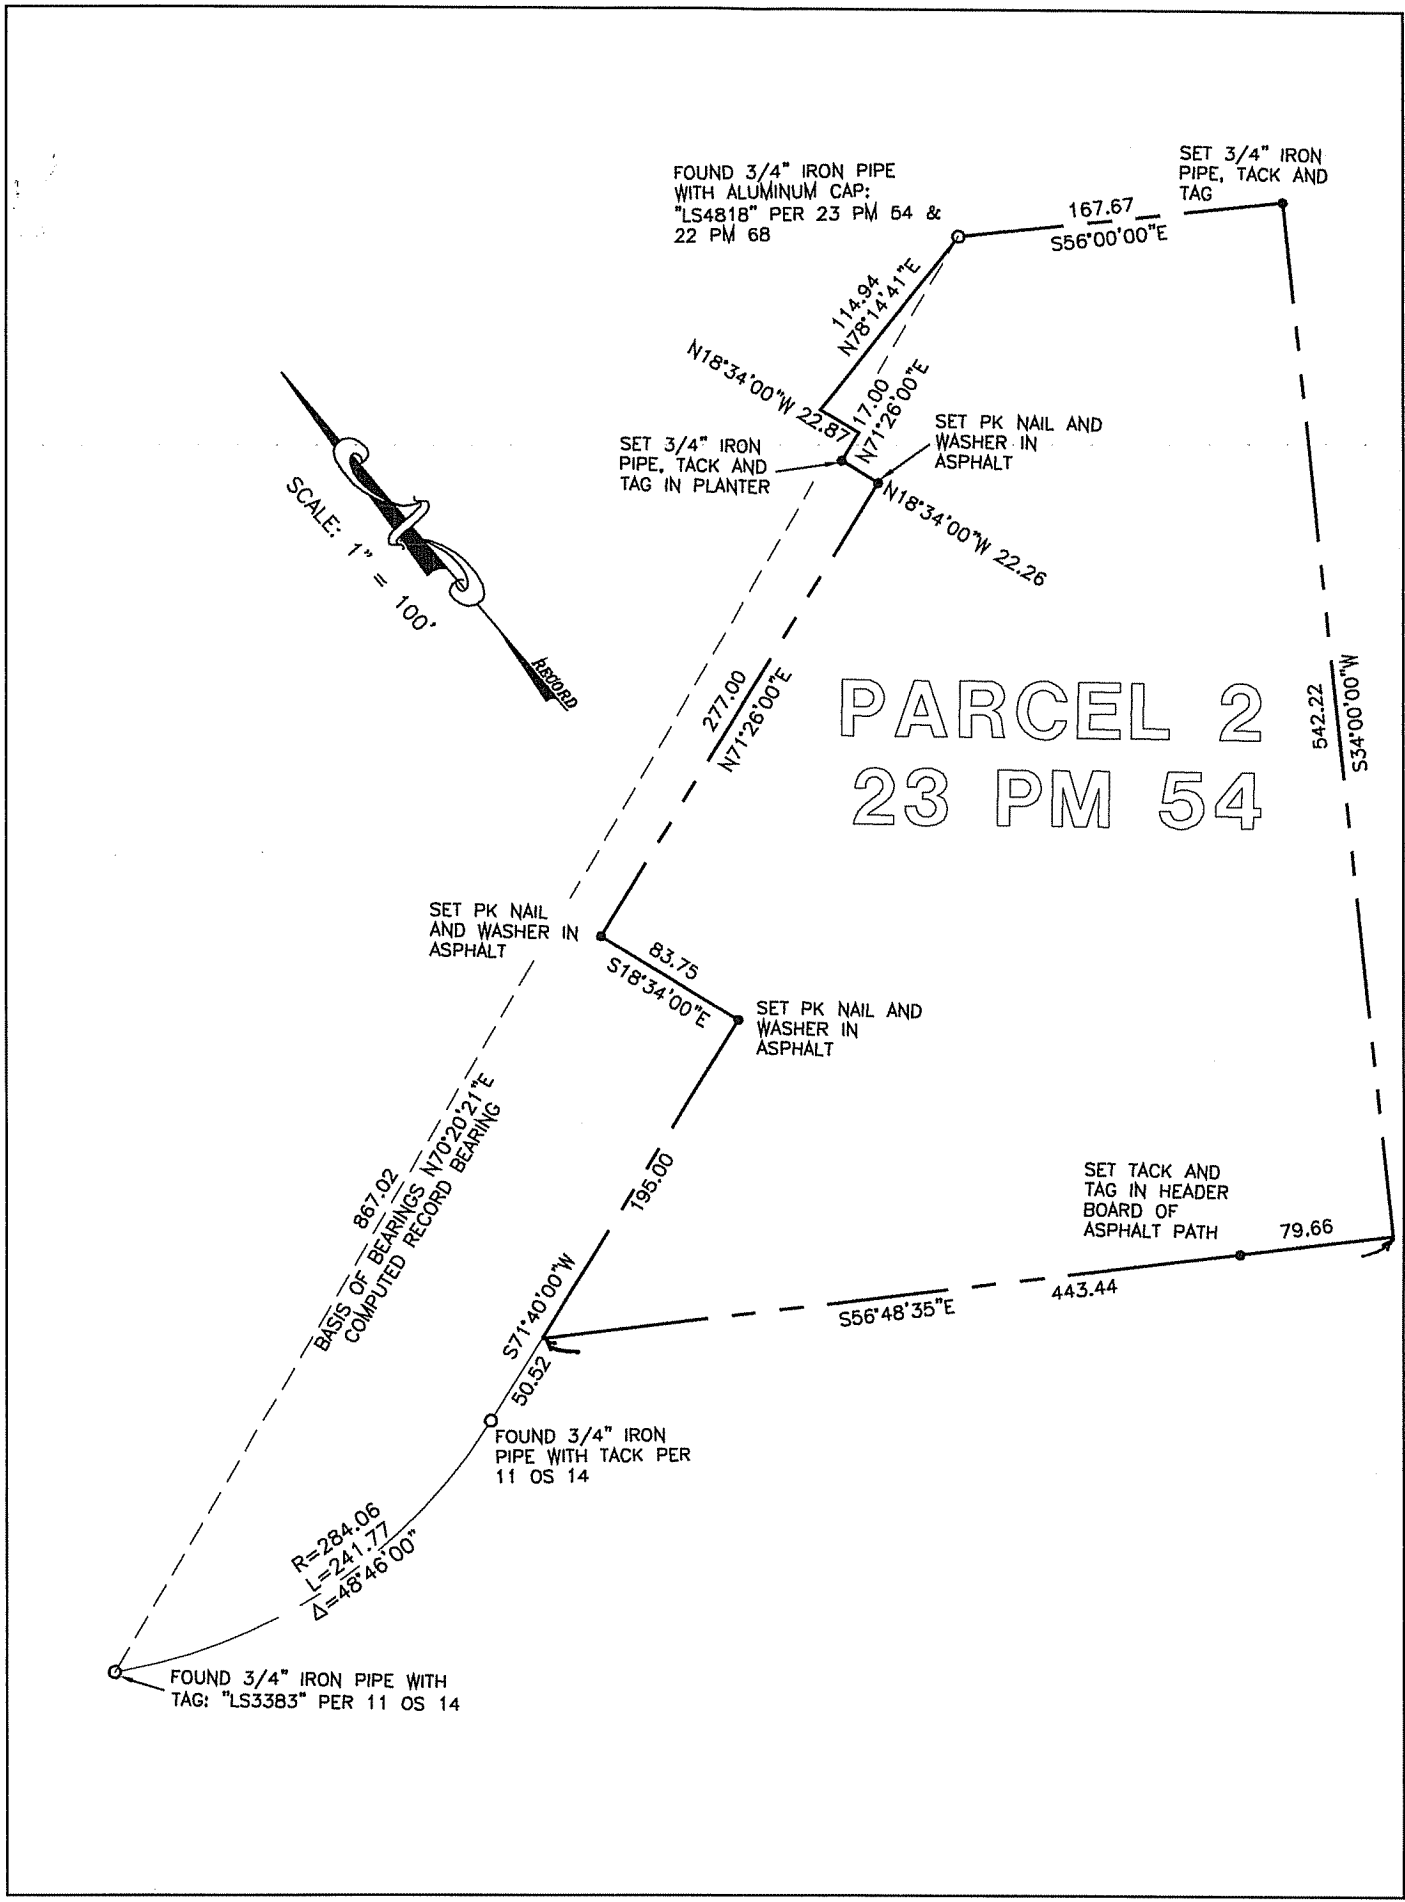 SET 3/4" IRON
PIPE, TACK AND
TAG
FOUND 3/4" IRON PIPE
WITH ALUMINUM CAP:
"LS4818" PER 23 PM 54 &
22 PM 68
167.67
S56°00'00"E
114.94
N78°14'41"E
N18°34'00"W 22.87
17.00
N71°26'00"E
SET PK NAIL AND
WASHER IN
ASPHALT
SET 3/4" IRON
PIPE, TACK AND
TAG IN PLANTER
N18°34'00"W 22.26
SCALE: 1" = 100'
RECORD
277.00
N71°26'00"E
PARCEL 2
23 PM 54
542.22
S34°00'00"W
SET PK NAIL
AND WASHER IN
ASPHALT
83.75
S18°34'00"E
SET PK NAIL AND
WASHER IN
ASPHALT
867.02
BASIS OF BEARINGS N70°20'21"E
COMPUTED RECORD BEARING
195.00
S71°40'00"W
SET TACK AND
TAG IN HEADER
BOARD OF
ASPHALT PATH
79.66
443.44
S56°48'35"E
50.52
FOUND 3/4" IRON
PIPE WITH TACK PER
11 OS 14
R=284.06
L=241.77
Δ=48°46'00"
FOUND 3/4" IRON PIPE WITH
TAG: "LS3383" PER 11 OS 14